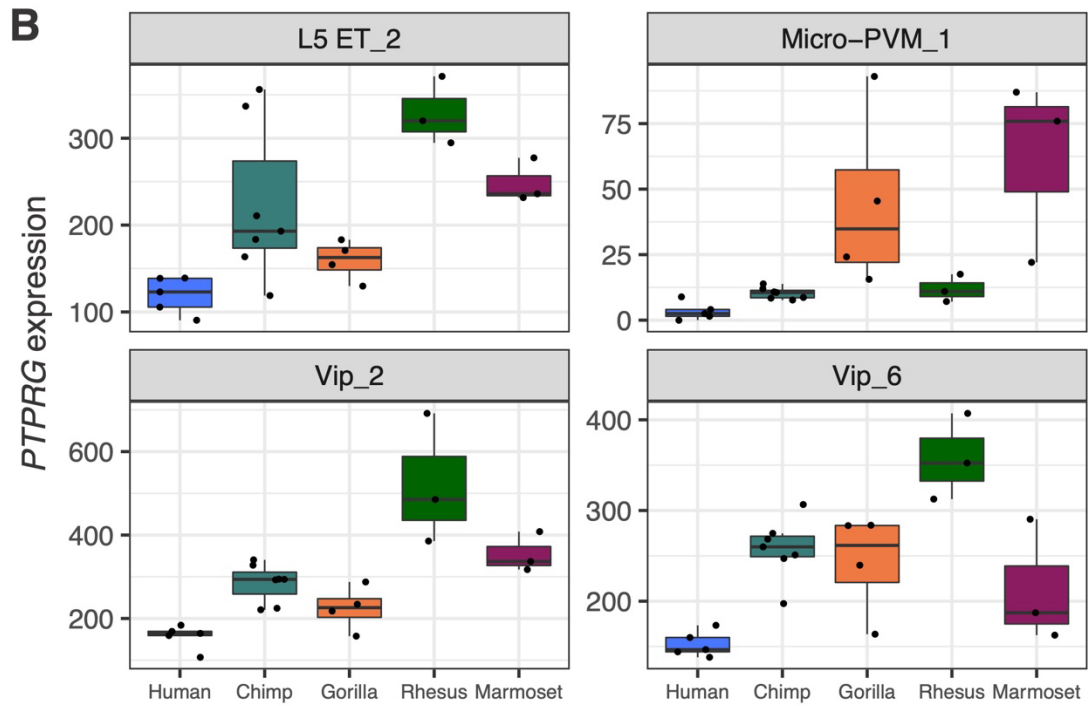 B
L5 ET_2
Micro-PVM_1
PTPRG expression
300
200
100
75
50
25
0
Vip_2
Vip_6
600
400
200
400
300
200
Human Chimp Gorilla Rhesus Marmoset
Human Chimp Gorilla Rhesus Marmoset